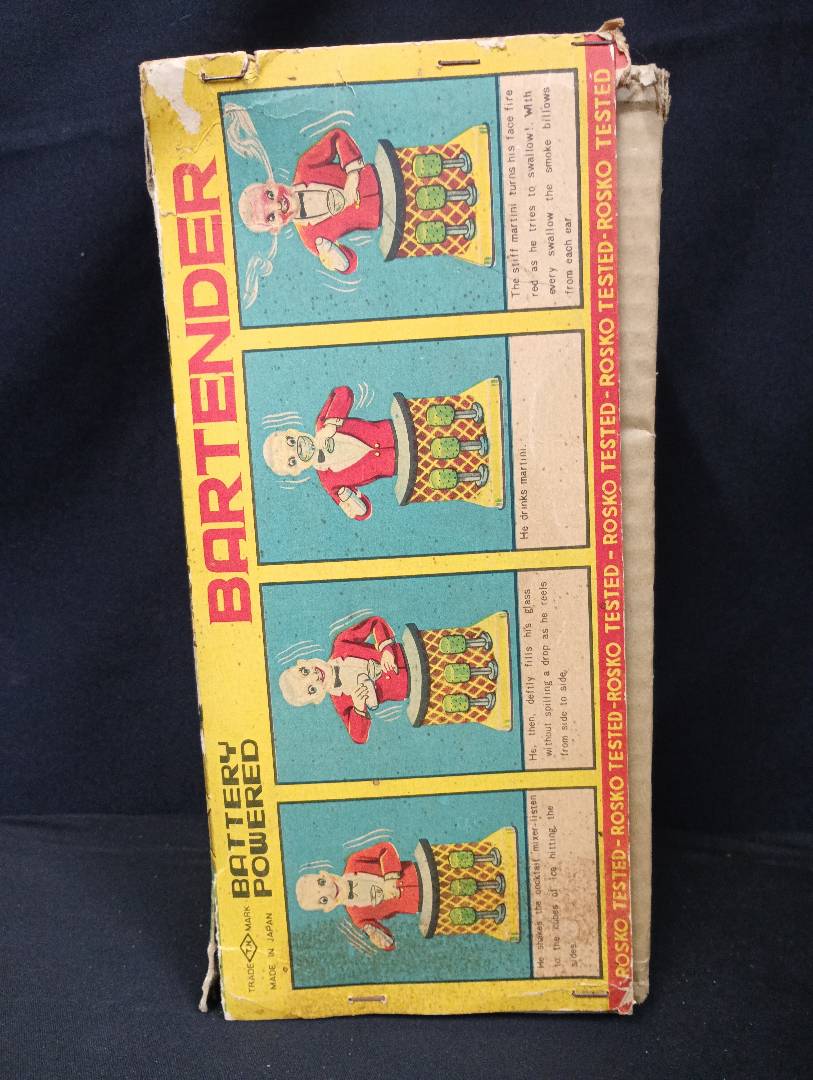 TRADE T.N MARK
MADE IN JAPAN
BATTERY
POWERED
BARTENDER
He shakes the cocktail mixer-listen
to the cubes of ice hitting the
sides.
He, then, deftly fills his glass
without spilling a drop as he reels
from side to side.
He drinks martini.
The stiff martini turns his face fire
red as he tries to swallow!. With
every swallow the smoke billows
from each ear
ROSKO TESTED-ROSKO TESTED-ROSKO TESTED-ROSKO TESTED-ROSKO TESTED-ROSKO TESTED